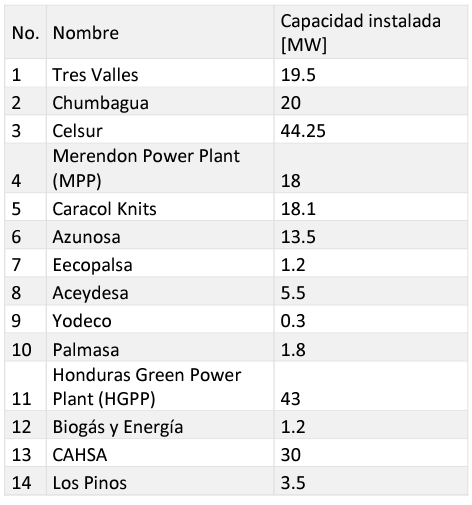 No. Nombre Capacidad instalada
[MW]
1 Tres Valles 19.5
2 Chumbagua 20
3 Celsur 44.25
Merendon Power Plant
4 (MPP) 18
5 Caracol Knits 18.1
6 Azunosa 13.5
7 Eecopalsa 1.2
8 Aceydesa 5.5
9 Yodeco 0.3
10 Palmasa 1.8
Honduras Green Power
11 Plant (HGPP) 43
12 Biogás y Energía 1.2
13 CAHSA 30
14 Los Pinos 3.5